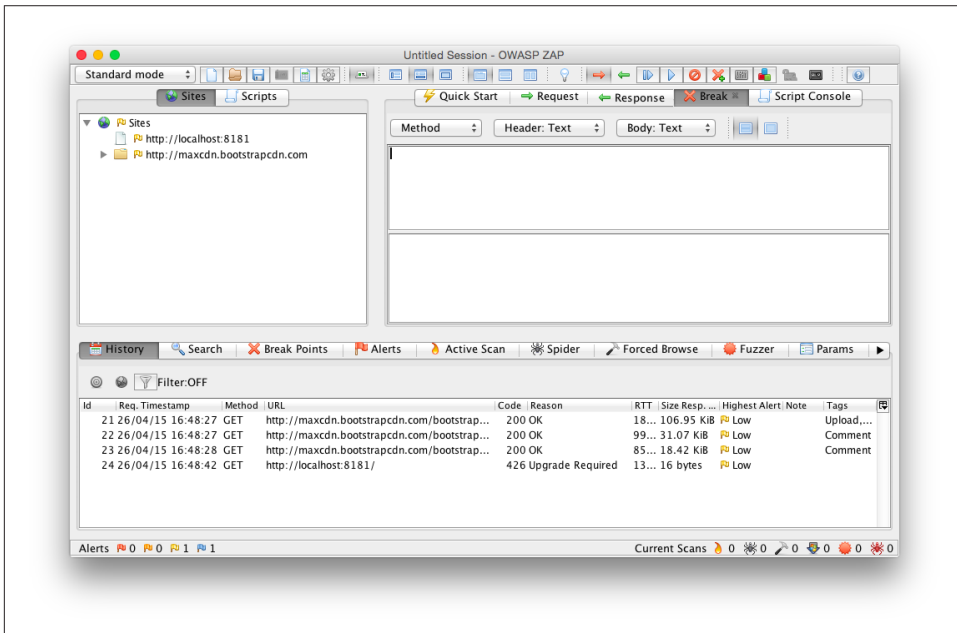 Untitled Session - OWASP ZAP
Standard mode
Sites Scripts
Quick Start Request Response Break Script Console
Sites
http://localhost:8181
http://maxcdn.bootstrapcdn.com
Method Header: Text Body: Text
History Search Break Points Alerts Active Scan Spider Forced Browse Fuzzer Params
Filter:OFF
Id Req. Timestamp Method URL Code Reason RTT Size Resp. ... Highest Alert Note Tags
21 26/04/15 16:48:27 GET http://maxcdn.bootstrapcdn.com/bootstrap... 200 OK 18... 106.95 KiB Low Upload,...
22 26/04/15 16:48:27 GET http://maxcdn.bootstrapcdn.com/bootstrap... 200 OK 99... 31.07 KiB Low Comment
23 26/04/15 16:48:28 GET http://maxcdn.bootstrapcdn.com/bootstrap... 200 OK 85... 18.42 KiB Low Comment
24 26/04/15 16:48:42 GET http://localhost:8181/ 426 Upgrade Required 13... 16 bytes Low
Alerts 0 0 1 1 Current Scans 0 0 0 0 0 0